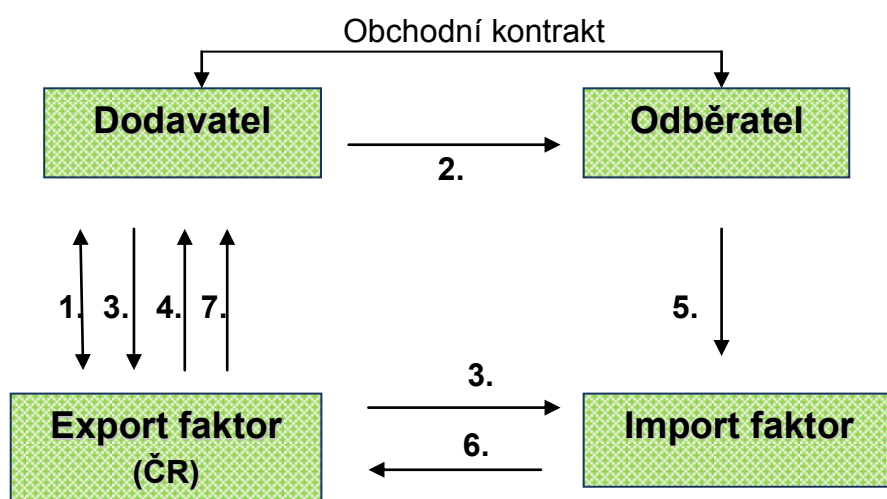 Obchodní kontrakt
Dodavatel
Odběratel
2.
1.
3.
4.
7.
5.
3.
6.
Export faktor
(ČR)
Import faktor